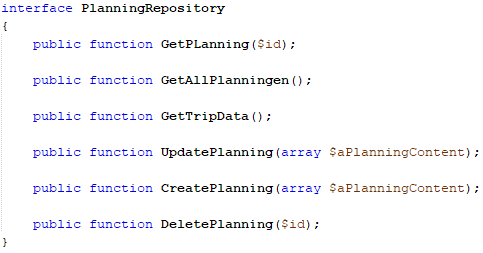 interface PlanningRepository
{
public function GetPLanning($id);
public function GetAllPlanningen();
public function GetTripData();
public function UpdatePlanning(array $aPlanningContent);
public function CreatePlanning(array $aPlanningContent);
public function DeletePlanning($id);
}